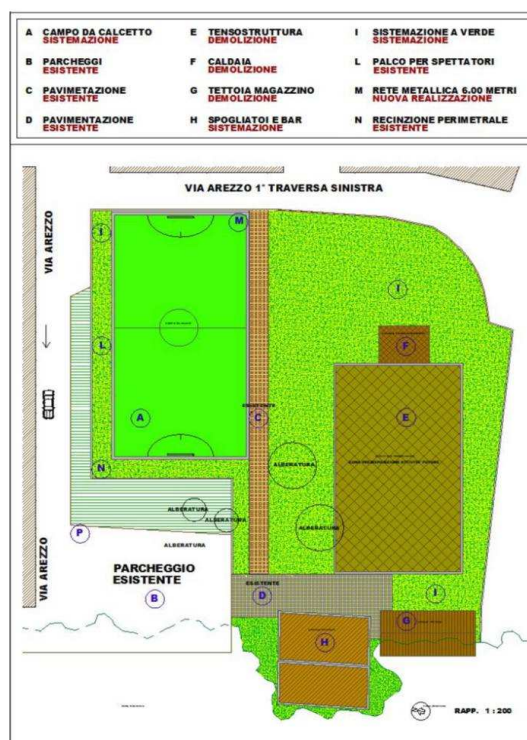 A CAMPO DA CALCETTO
SISTEMAZIONE
B PARCHEGGI
ESISTENTE
C PAVIMETAZIONE
ESISTENTE
D PAVIMENTAZIONE
ESISTENTE
E TENSOSTRUTTURA
DEMOLIZIONE
F CALDAIA
DEMOLIZIONE
G TETTOIA MAGAZZINO
DEMOLIZIONE
H SPOGLIATOI E BAR
SISTEMAZIONE
I SISTEMAZIONE A VERDE
SISTEMAZIONE
L PALCO PER SPETTATORI
ESISTENTE
M RETE METALLICA 6.00 METRI
NUOVA REALIZZAZIONE
N RECINZIONE PERIMETRALE
ESISTENTE
VIA AREZZO 1° TRAVERSA SINISTRA
VIA AREZZO
I
M
I
L
F
ESISTENTE
A
C
E
N
ALBERATURA
ALBERATURA
ALBERATURA
P
ALBERATURA
VIA AREZZO
PARCHEGGIO
ESISTENTE
B
ESISTENTE
D
I
G
H
RAPP. 1 : 200